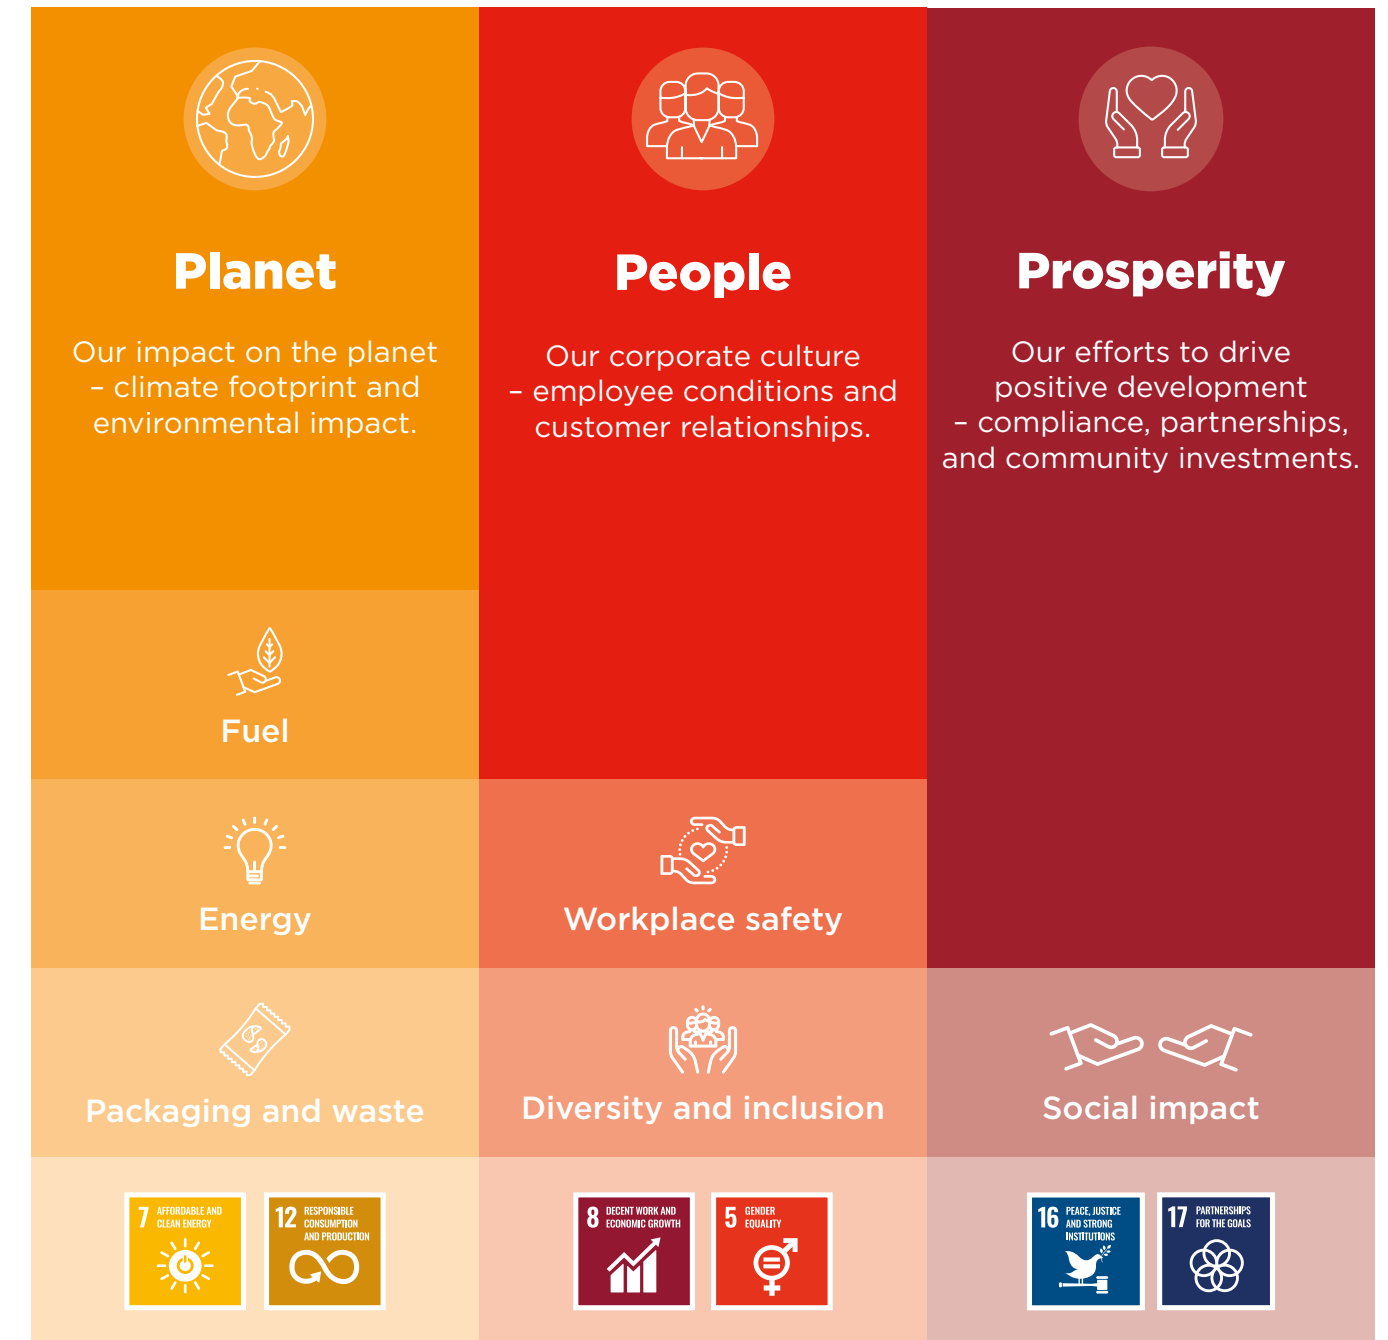 Planet
Our impact on the planet
– climate footprint and
environmental impact.
Fuel
Energy
Packaging and waste
7 AFFORDABLE AND
CLEAN ENERGY
12 RESPONSIBLE
CONSUMPTION
AND PRODUCTION
People
Our corporate culture
– employee conditions and
customer relationships.
Workplace safety
Diversity and inclusion
8 DECENT WORK AND
ECONOMIC GROWTH
5 GENDER
EQUALITY
Prosperity
Our efforts to drive
positive development
– compliance, partnerships,
and community investments.
Social impact
16 PEACE, JUSTICE
AND STRONG
INSTITUTIONS
17 PARTNERSHIPS
FOR THE GOALS